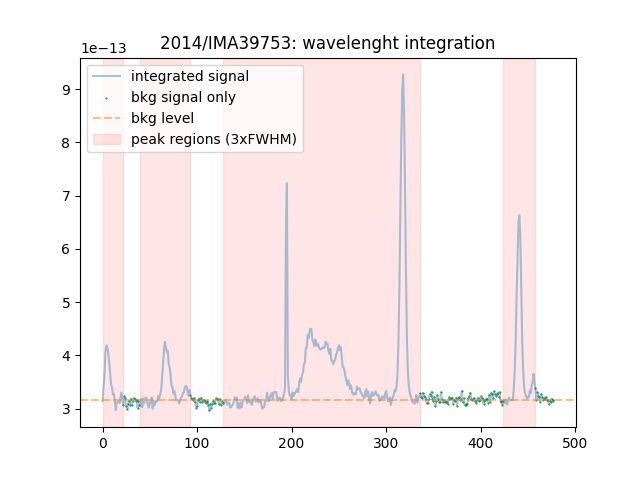 2014/IMA39753: wavelenght integration
1e−13
integrated signal
bkg signal only
bkg level
peak regions (3xFWHM)
9
8
7
6
5
4
3
0 100 200 300 400 500